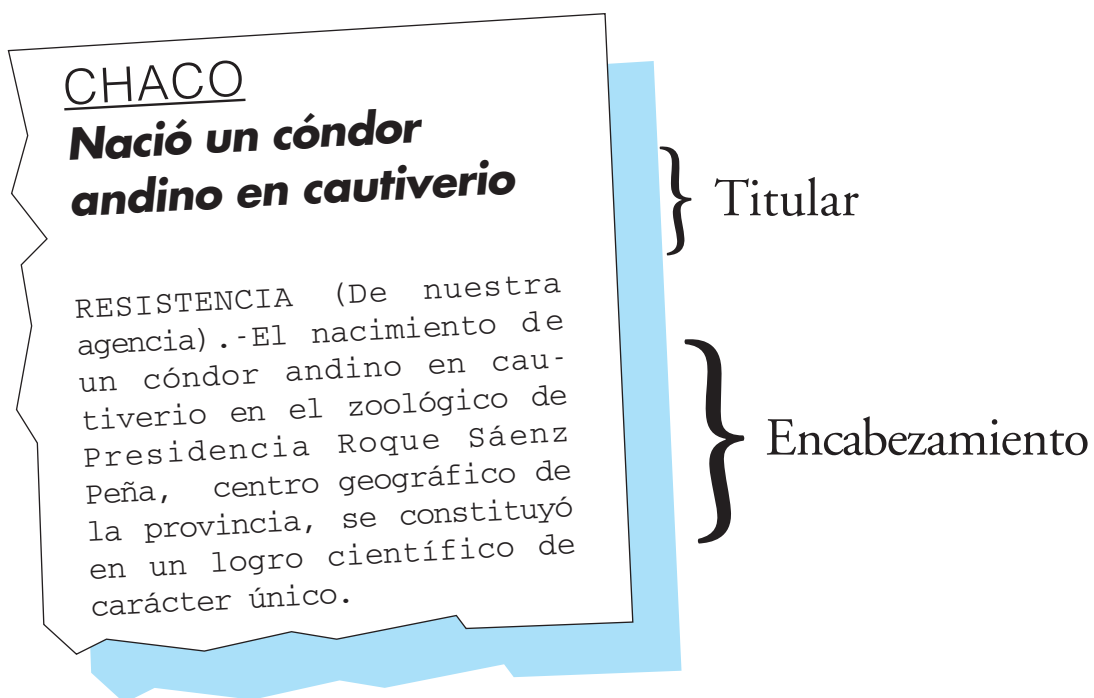 CHACO
Nació un cóndor
andino en cautiverio
Titular
RESISTENCIA (De nuestra
agencia).-El nacimiento de
un cóndor andino en cau-
tiverio en el zoológico de
Presidencia Roque Sáenz
Peña, centro geográfico de
la provincia, se constituyó
en un logro científico de
carácter único.
Encabezamiento